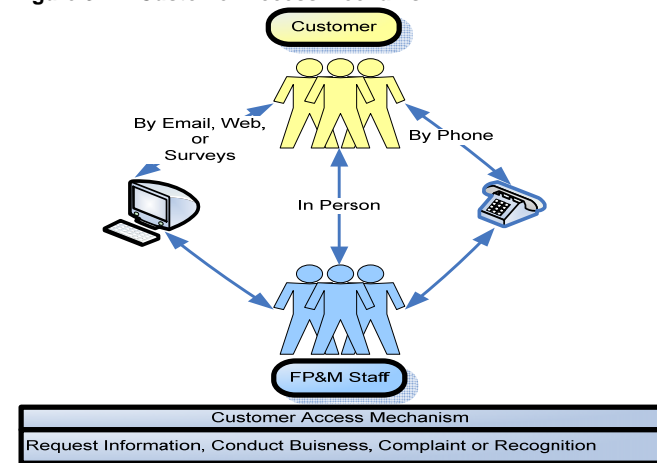 Customer
By Email, Web,
or
Surveys
By Phone
In Person
FP&M Staff
Customer Access Mechanism
Request Information, Conduct Buisness, Complaint or Recognition